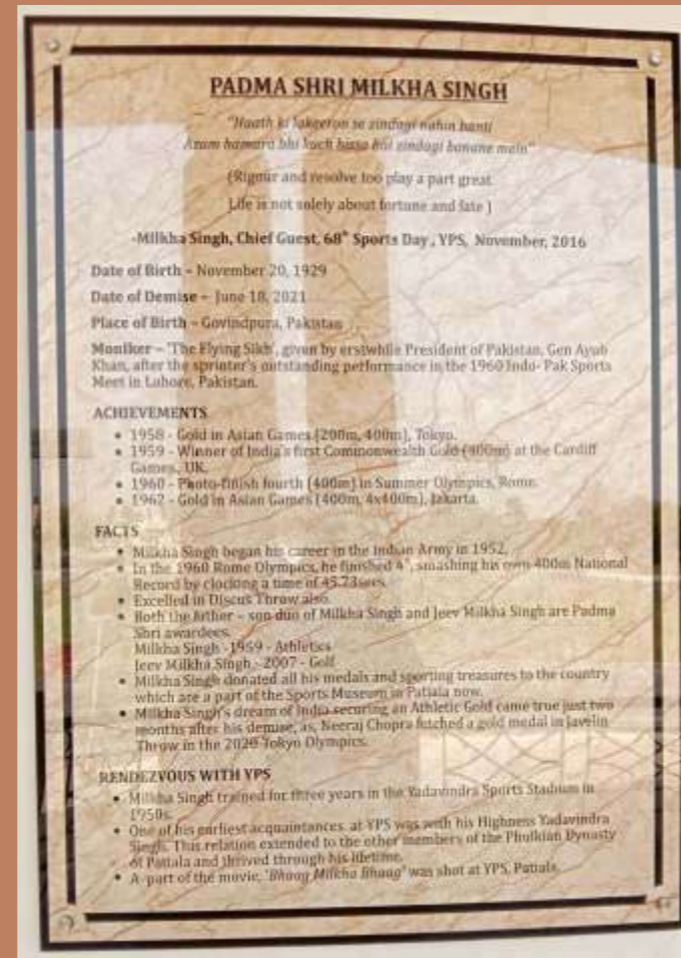 PADMA SHRI MILKHA SINGH
"Haath ki lakeeron se zindagi nahin banti
Azam hamara bhi kuch hissa hai zindagi banane mein"
(Rigour and resolve too play a part great
Life is not solely about fortune and fate )
-Milkha Singh, Chief Guest, 68th Sports Day , YPS, November, 2016
Date of Birth – November 20, 1929
Date of Demise – June 18, 2021
Place of Birth – Govindpura, Pakistan
Moniker – 'The Flying Sikh', given by erstwhile President of Pakistan, Gen Ayub
Khan, after the sprinter's outstanding performance in the 1960 Indo- Pak Sports
Meet in Lahore, Pakistan.
ACHIEVEMENTS
• 1958 - Gold in Asian Games (200m, 400m), Tokyo.
• 1959 - Winner of India's first Commonwealth Gold (400m) at the Cardiff
Games, UK.
• 1960 - Photo-finish fourth (400m) in Summer Olympics, Rome.
• 1962 - Gold in Asian Games (400m, 4x400m), Jakarta.
FACTS
• Milkha Singh began his career in the Indian Army in 1952.
• In the 1960 Rome Olympics, he finished 4th, smashing his own 400m National
Record by clocking a time of 45.73secs.
• Excelled in Discus Throw also.
• Both the father – son duo of Milkha Singh and Jeev Milkha Singh are Padma
Shri awardees.
Milkha Singh - 1959 - Athletics
Jeev Milkha Singh - 2007 - Golf
• Milkha Singh donated all his medals and sporting treasures to the country
which are a part of the Sports Museum in Patiala now.
• Milkha Singh's dream of India securing an Athletic Gold came true just two
months after his demise, as, Neeraj Chopra fetched a gold medal in Javelin
Throw in the 2020 Tokyo Olympics.
RENDEZVOUS WITH YPS
• Milkha Singh trained for three years in the Yadavindra Sports Stadium in
1950s.
• One of his earliest acquaintances at YPS was with his Highness Yadavindra
Singh. This relation extended to the other members of the Phulkian Dynasty
of Patiala and thrived through his lifetime.
• A part of the movie, 'Bhaag Milkha Bhaag' was shot at YPS, Patiala.